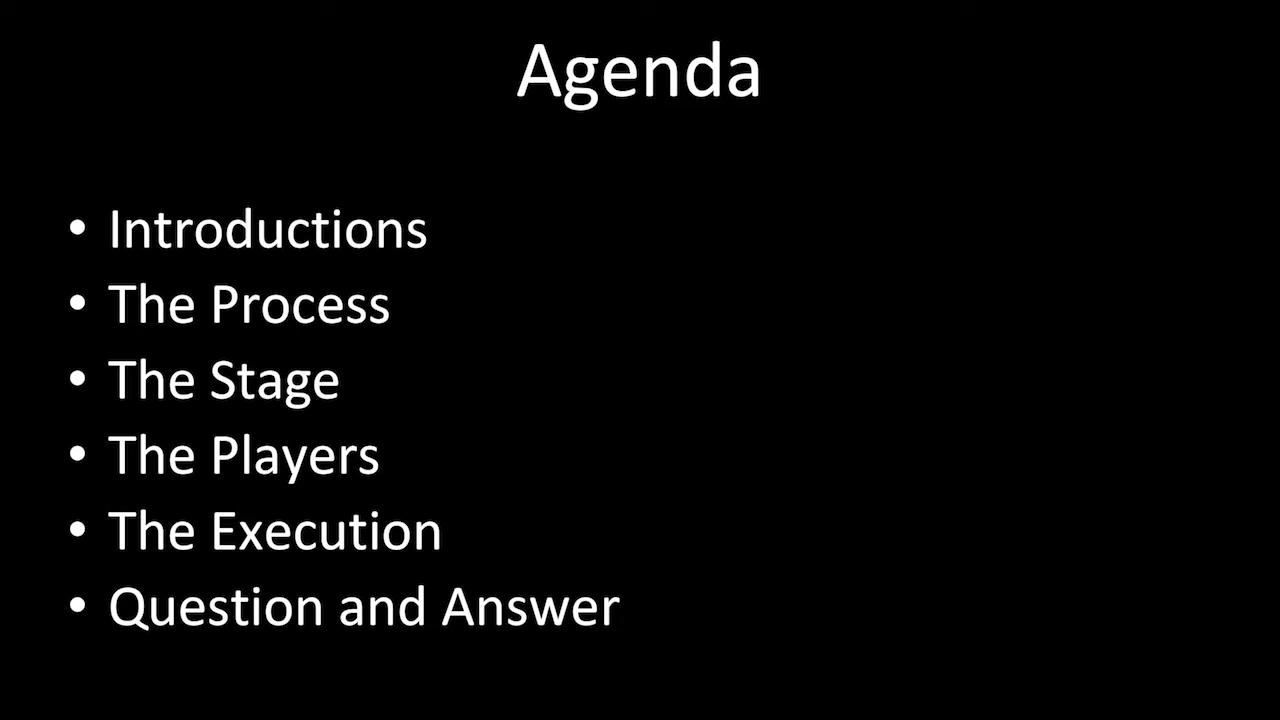 Agenda
• Introductions
• The Process
• The Stage
• The Players
• The Execution
• Question and Answer